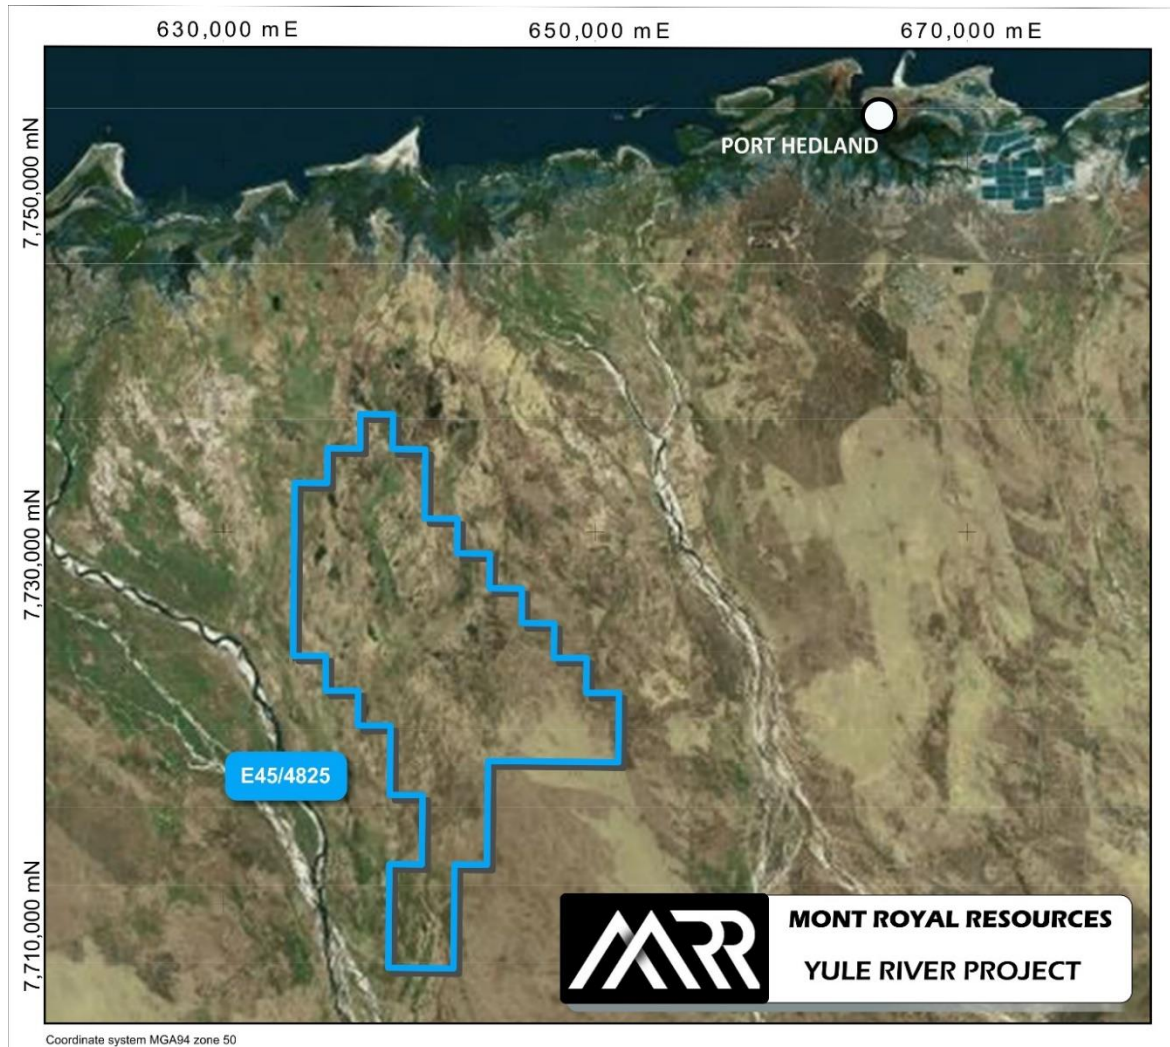 630,000 mE
650,000 mE
670,000 mE
7,750,000 mN
7,730,000 mN
7,710,000 mN
PORT HEDLAND
E45/4825
MRR
MONT ROYAL RESOURCES
YULE RIVER PROJECT
Coordinate system MGA94 zone 50